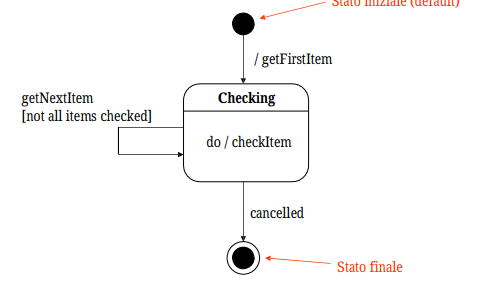 Stato iniziale (default)
/ getFirstItem
Checking
getNextItem
[not all items checked]
do / checkItem
cancelled
Stato finale